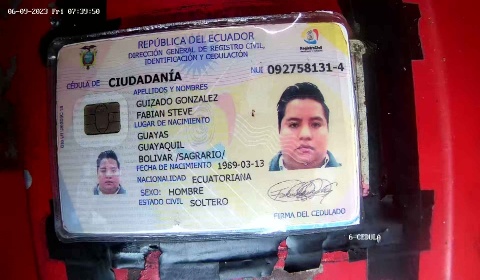 06-09-2023 Fri 07:39:50
REPÚBLICA DEL ECUADOR
DIRECCIÓN GENERAL DE REGISTRO CIVIL,
IDENTIFICACIÓN Y CEDULACIÓN
CÉDULA DE CIUDADANÍA
NUI 092758131-4
APELLIDOS Y NOMBRES
GUIZADO GONZALEZ
FABIAN STEVE
LUGAR DE NACIMIENTO
GUAYAS
GUAYAQUIL
BOLIVAR /SAGRARIO/
FECHA DE NACIMIENTO 1969-03-13
NACIONALIDAD ECUATORIANA
SEXO: HOMBRE
ESTADO CIVIL SOLTERO
FIRMA DEL CEDULADO
6-CEDULA